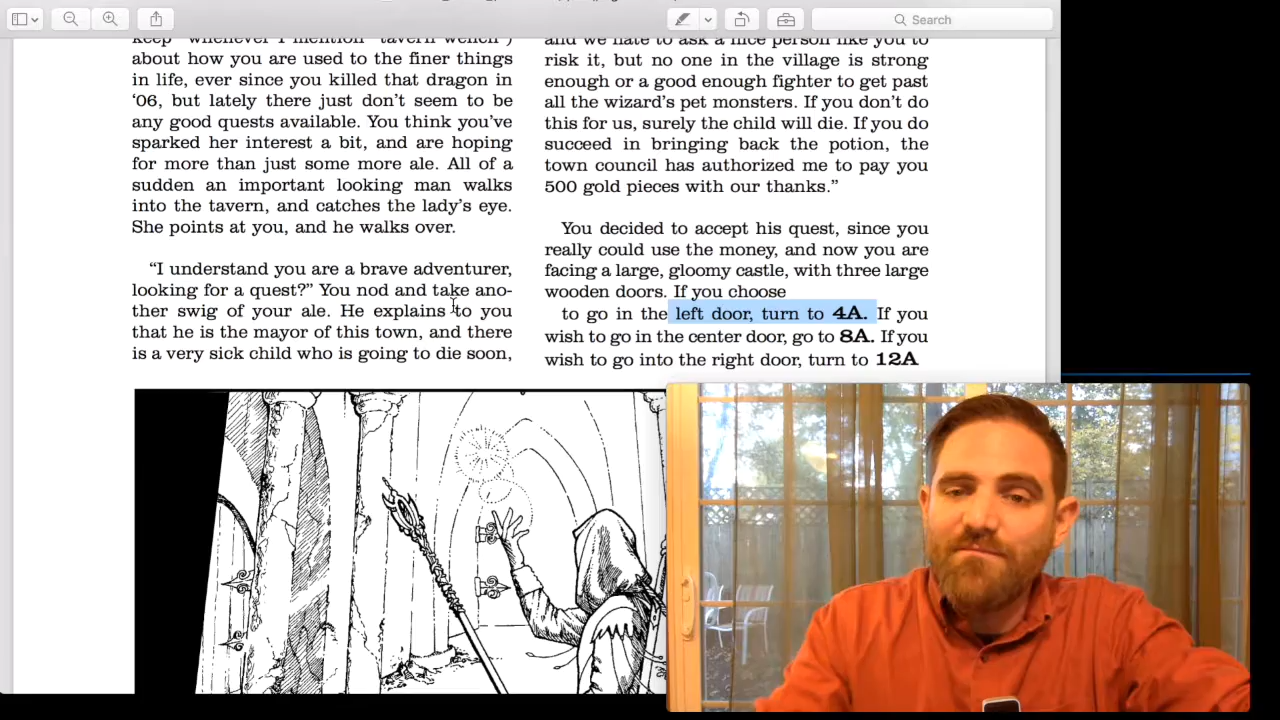 Search
keep whenever I mention "tavern wench")
about how you are used to the finer things
in life, ever since you killed that dragon in
‘06, but lately there just don’t seem to be
any good quests available. You think you’ve
sparked her interest a bit, and are hoping
for more than just some more ale. All of a
sudden an important looking man walks
into the tavern, and catches the lady’s eye.
She points at you, and he walks over.
“I understand you are a brave adventurer,
looking for a quest?” You nod and take ano-
ther swig of your ale. He explains to you
that he is the mayor of this town, and there
is a very sick child who is going to die soon,
and we hate to ask a nice person like you to
risk it, but no one in the village is strong
enough or a good enough fighter to get past
all the wizard’s pet monsters. If you don’t do
this for us, surely the child will die. If you do
succeed in bringing back the potion, the
town council has authorized me to pay you
500 gold pieces with our thanks.”
You decided to accept his quest, since you
really could use the money, and now you are
facing a large, gloomy castle, with three large
wooden doors. If you choose
to go in the left door, turn to 4A. If you
wish to go in the center door, go to 8A. If you
wish to go into the right door, turn to 12A